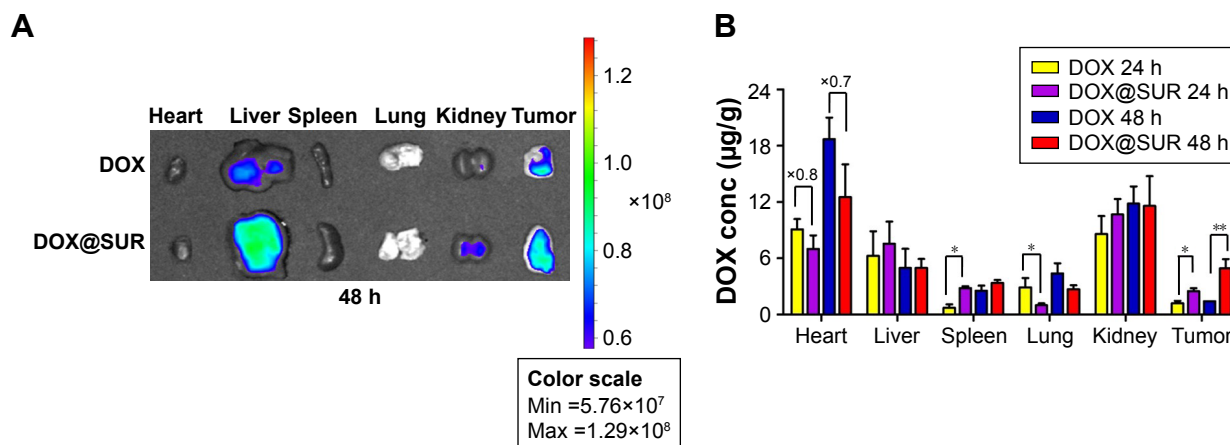 A
Heart Liver Spleen Lung Kidney Tumor
DOX
DOX@SUR
48 h
1.2
1.0
×10⁸
0.8
0.6
Color scale
Min =5.76×10⁷
Max =1.29×10⁸
B
DOX 24 h
DOX@SUR 24 h
DOX 48 h
DOX@SUR 48 h
DOX conc (µg/g)
24
18
12
6
0
×0.8
×0.7
*
*
*
**
Heart Liver Spleen Lung Kidney Tumor